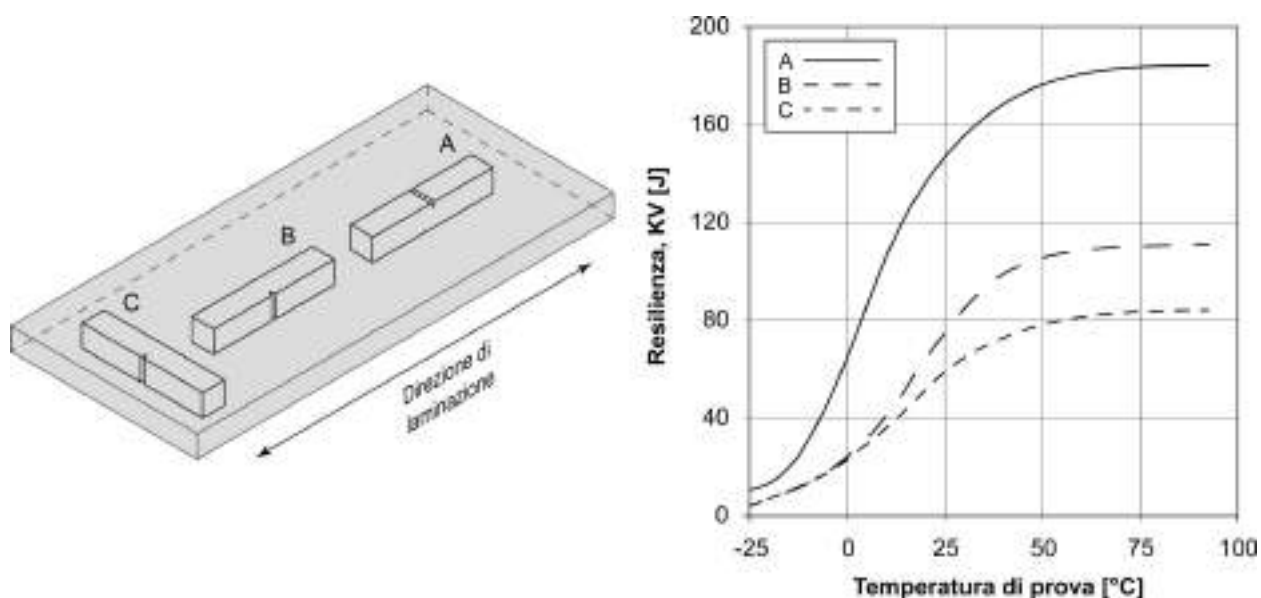 A
B
C
Direzione di
laminazione
A
B
C
Resilienza, KV [J]
200
160
120
80
40
0
-25
0
25
50
75
100
Temperatura di prova [°C]